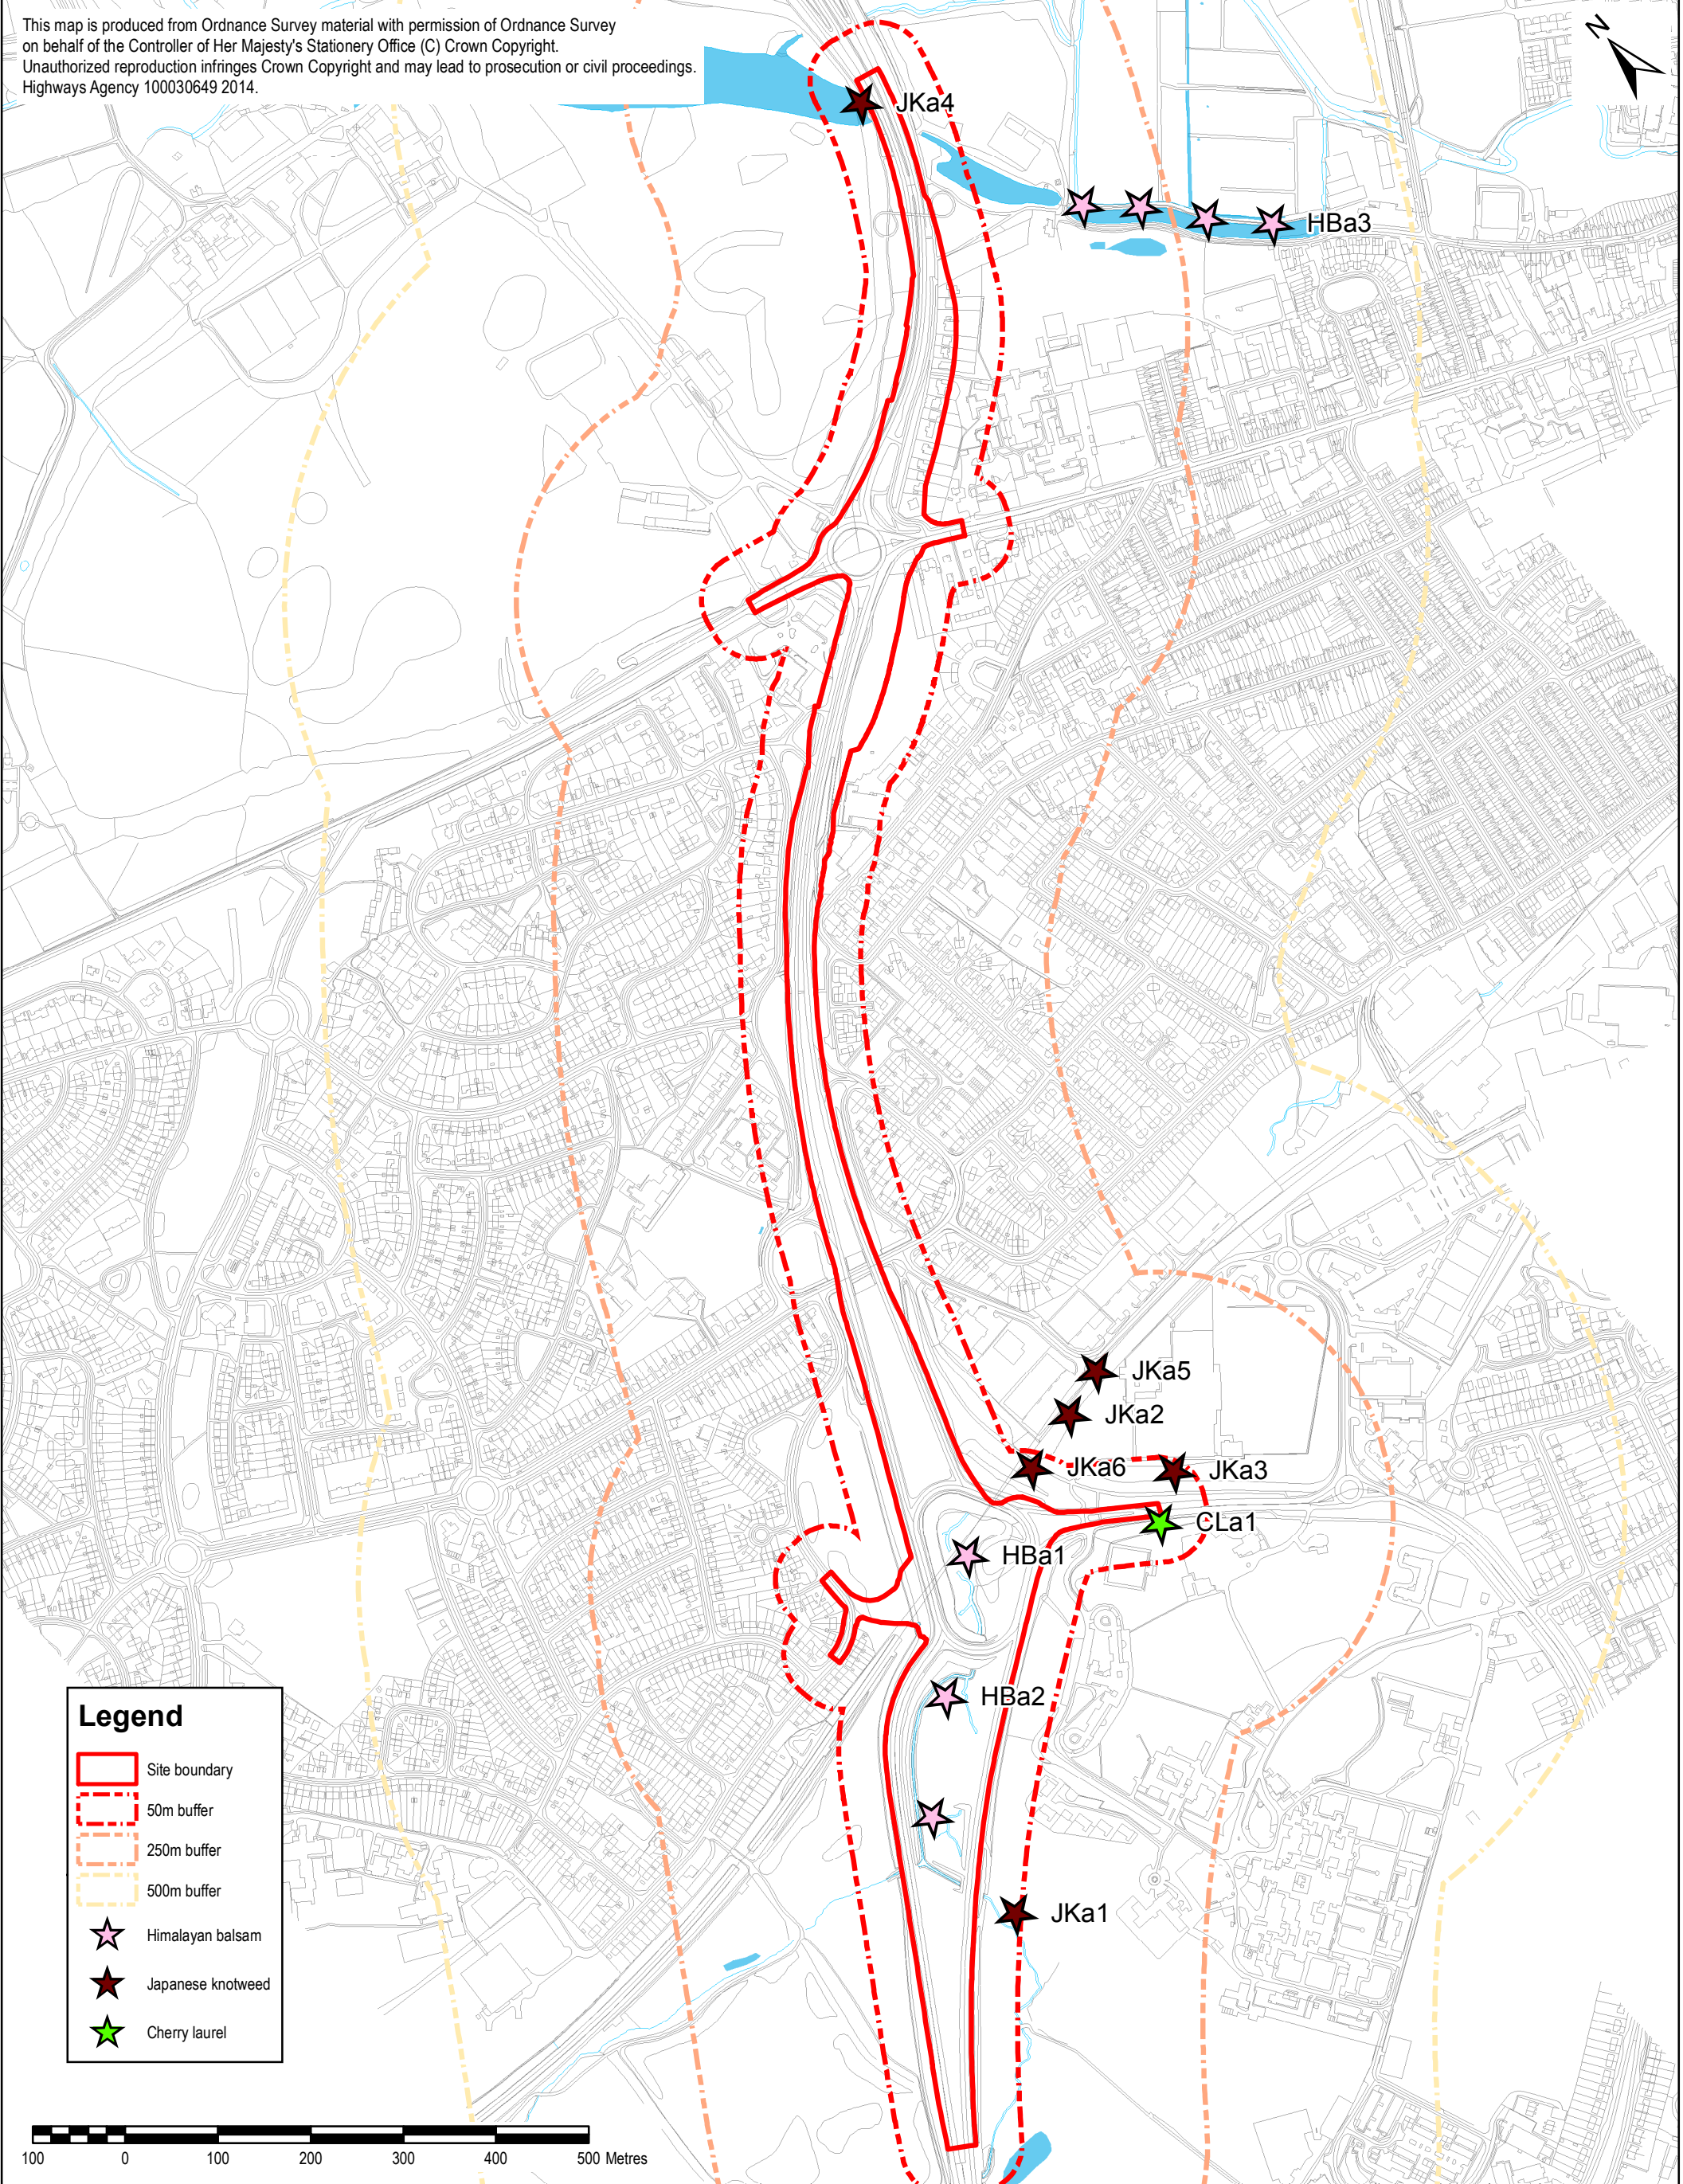 This map is produced from Ordnance Survey material with permission of Ordnance Survey
on behalf of the Controller of Her Majesty's Stationery Office (C) Crown Copyright.
Unauthorized reproduction infringes Crown Copyright and may lead to prosecution or civil proceedings.
Highways Agency 100030649 2014.
N
JKa4
HBa3
JKa5
JKa2
JKa6
JKa3
CLa1
HBa1
HBa2
JKa1
Legend
Site boundary
50m buffer
250m buffer
500m buffer
Himalayan balsam
Japanese knotweed
Cherry laurel
100 0 100 200 300 400 500 Metres